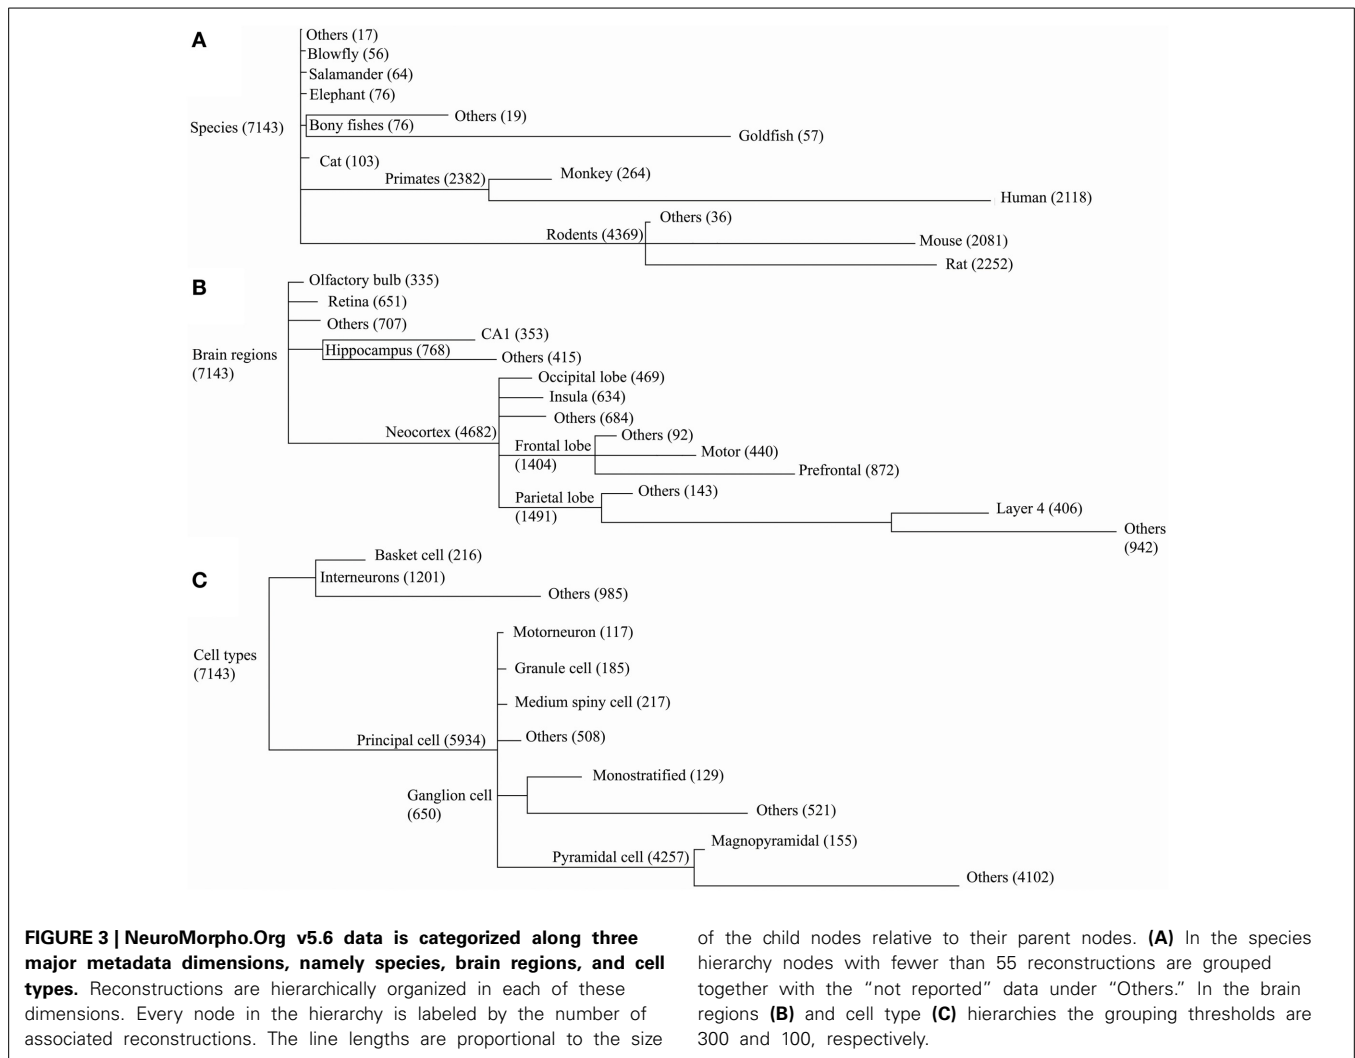 A
Others (17)
Blowfly (56)
Salamander (64)
Elephant (76)
Others (19)
Species (7143)
Bony fishes (76)
Goldfish (57)
Cat (103)
Primates (2382)
Monkey (264)
Human (2118)
Others (36)
Rodents (4369)
Mouse (2081)
Rat (2252)
B
Olfactory bulb (335)
Retina (651)
Others (707)
CA1 (353)
Brain regions
(7143)
Hippocampus (768)
Others (415)
Occipital lobe (469)
Insula (634)
Others (684)
Neocortex (4682)
Others (92)
Frontal lobe
(1404)
Motor (440)
Prefrontal (872)
Others (143)
Parietal lobe
(1491)
Layer 4 (406)
Others
(942)
C
Basket cell (216)
Interneurons (1201)
Others (985)
Motorneuron (117)
Cell types
(7143)
Granule cell (185)
Medium spiny cell (217)
Principal cell (5934)
Others (508)
Monostratified (129)
Ganglion cell
(650)
Others (521)
Magnopyramidal (155)
Pyramidal cell (4257)
Others (4102)
FIGURE 3 | NeuroMorpho.Org v5.6 data is categorized along three
major metadata dimensions, namely species, brain regions, and cell
types. Reconstructions are hierarchically organized in each of these
dimensions. Every node in the hierarchy is labeled by the number of
associated reconstructions. The line lengths are proportional to the size
of the child nodes relative to their parent nodes. (A) In the species
hierarchy nodes with fewer than 55 reconstructions are grouped
together with the “not reported” data under “Others.” In the brain
regions (B) and cell type (C) hierarchies the grouping thresholds are
300 and 100, respectively.